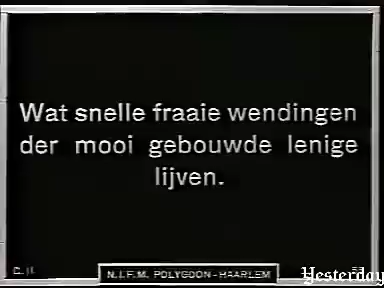 Wat snelle fraaie wendingen
der mooi gebouwde lenige
lijven.
N.I.F.M. POLYGOON-HAARLEM
Yesterday